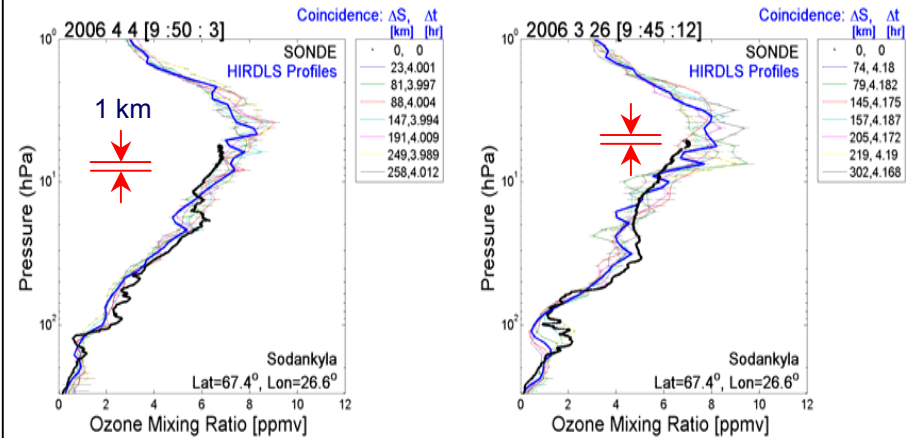 Coincidence: ΔS, Δt
[km] [hr]
2006 4 4 [9 :50 : 3]
SONDE
HIRDLS Profiles
0, 0
23,4.001
81,3.997
88,4.004
147,3.994
191,4.009
249,3.989
258,4.012
1 km
Pressure (hPa)
10⁰
10¹
10²
Sodankyla
Lat=67.4°, Lon=26.6°
0 2 4 6 8 10 12
Ozone Mixing Ratio [ppmv]
Coincidence: ΔS, Δt
[km] [hr]
2006 3 26 [9 :45 :12]
SONDE
HIRDLS Profiles
0, 0
74, 4.18
79,4.182
145,4.175
157,4.187
205,4.172
219, 4.19
302,4.168
Pressure (hPa)
10⁰
10¹
10²
Sodankyla
Lat=67.4°, Lon=26.6°
0 2 4 6 8 10 12
Ozone Mixing Ratio [ppmv]